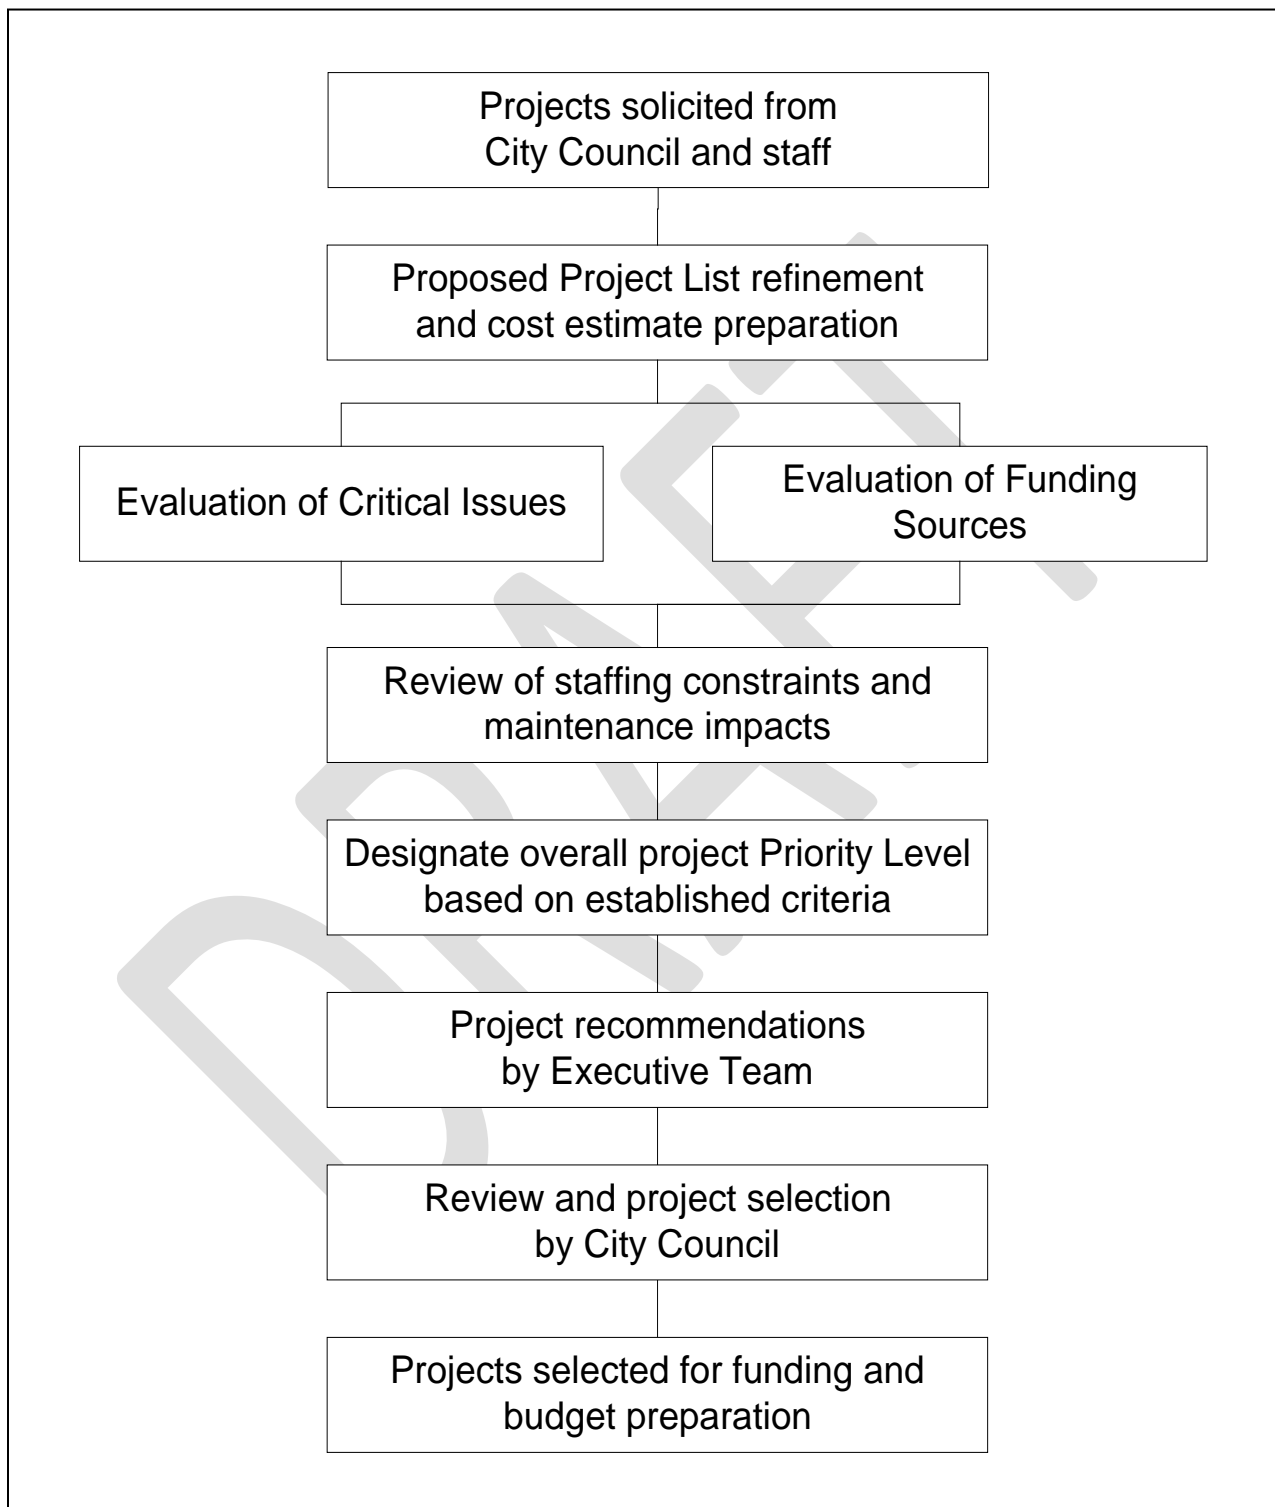 Projects solicited from
City Council and staff
Proposed Project List refinement
and cost estimate preparation
Evaluation of Critical Issues
Evaluation of Funding
Sources
Review of staffing constraints and
maintenance impacts
Designate overall project Priority Level
based on established criteria
Project recommendations
by Executive Team
Review and project selection
by City Council
Projects selected for funding and
budget preparation
DRAFT